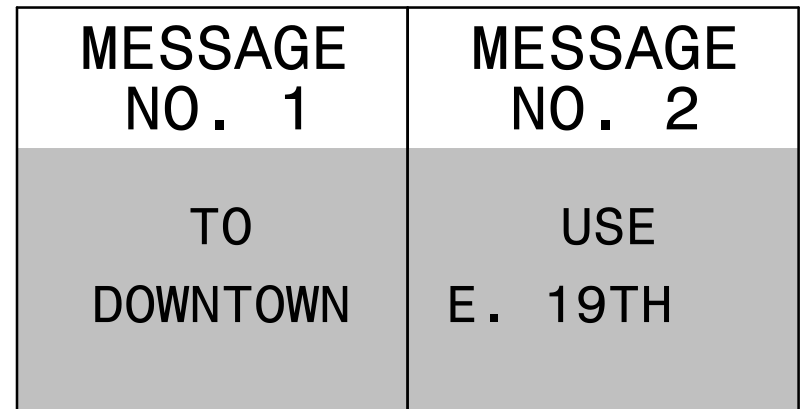 MESSAGE
NO. 1
MESSAGE
NO. 2
TO
DOWNTOWN
USE
E. 19TH